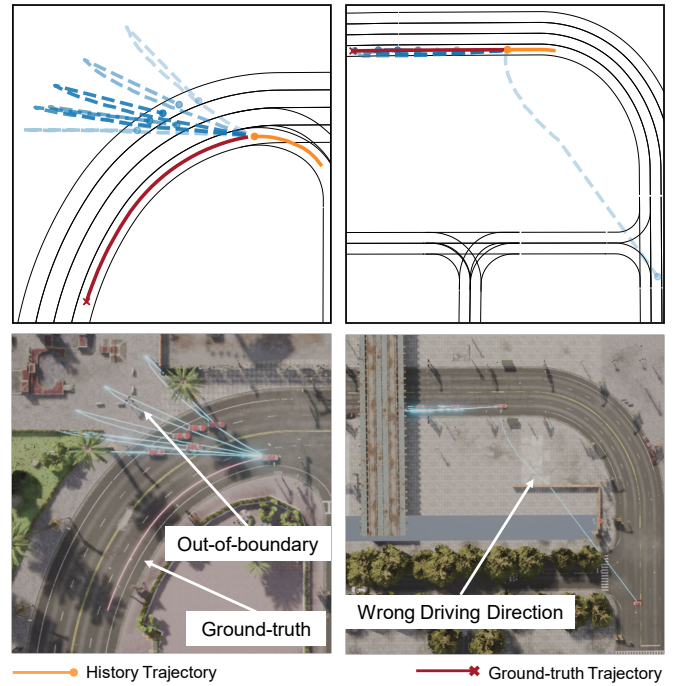 Out-of-boundary
Ground-truth
Wrong Driving Direction
History Trajectory
Ground-truth Trajectory